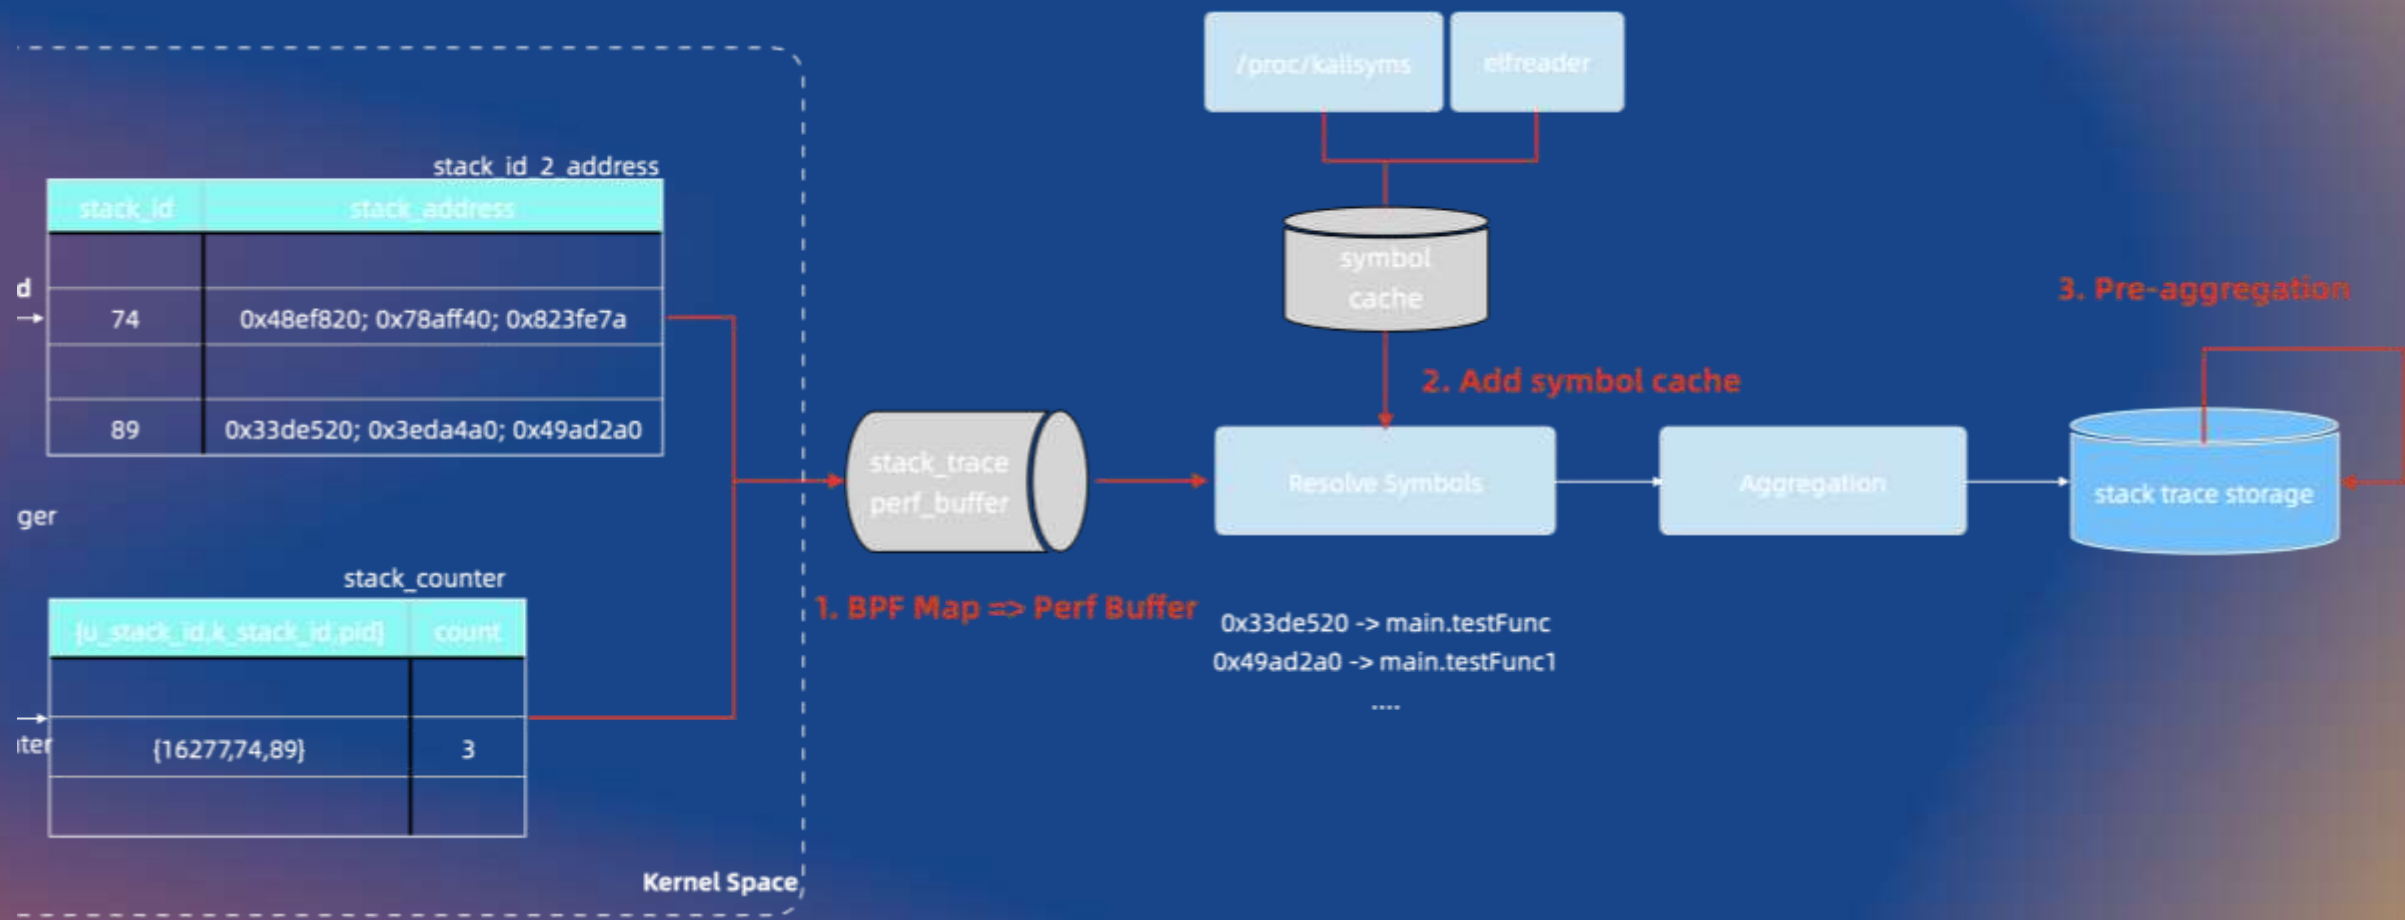 /proc/kallsyms
elfreader
stack_id_2_address
stack_id
stack_address
d
74
0x48ef820; 0x78aff40; 0x823fe7a
89
0x33de520; 0x3eda4a0; 0x49ad2a0
ger
stack_counter
{u_stack_id,k_stack_id,pid}
count
{16277,74,89}
3
Kernel Space
stack_trace
perf_buffer
1. BPF Map => Perf Buffer
symbol
cache
2. Add symbol cache
Resolve Symbols
0x33de520 -> main.testFunc
0x49ad2a0 -> main.testFunc1
....
Aggregation
3. Pre-aggregation
stack trace storage